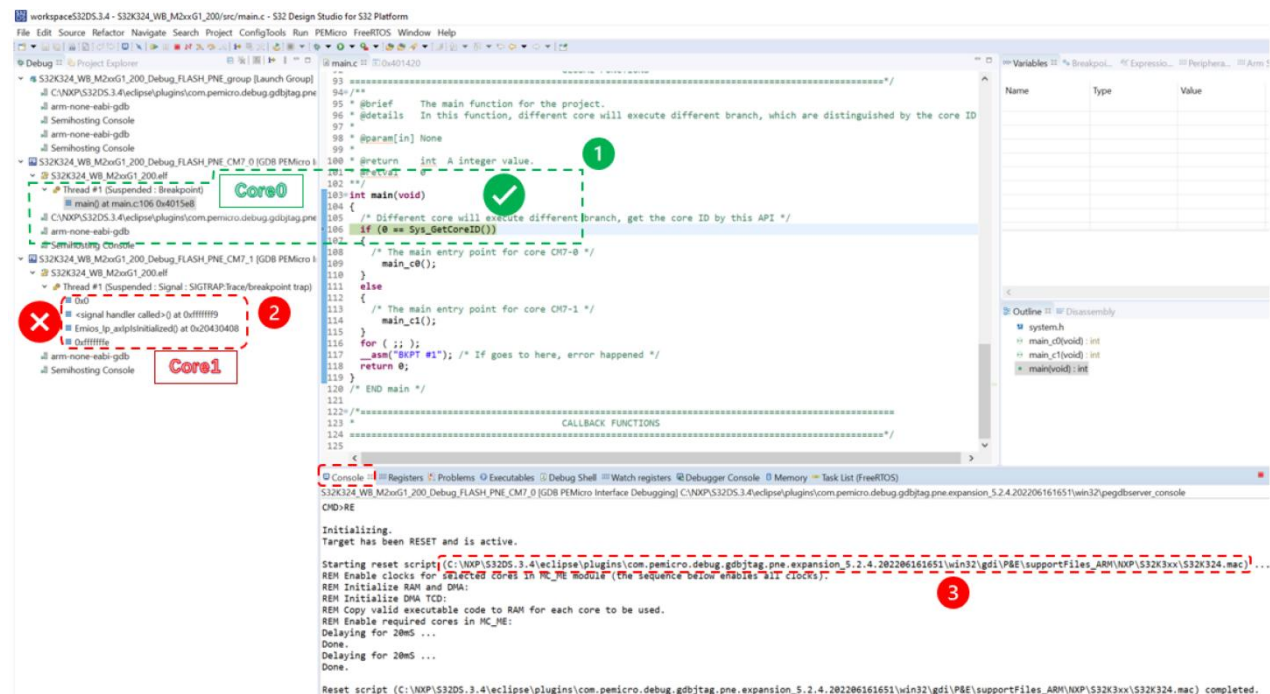 workspaceS32DS.3.4 - S32K324_WB_M2xxG1_200/src/main.c - S32 Design Studio for S32 Platform
File Edit Source Refactor Navigate Search Project ConfigTools Run PEMicro FreeRTOS Window Help
Debug Project Explorer
S32K324_WB_M2xxG1_200_Debug_FLASH_PNE_group [Launch Group]
C:\NXP\S32DS.3.4\eclipse\plugins\com.pemicro.debug.gdbjtag.pne
arm-none-eabi-gdb
Semihosting Console
arm-none-eabi-gdb
Semihosting Console
S32K324_WB_M2xxG1_200_Debug_FLASH_PNE_CM7_0 [GDB PEMicro I
S32K324_WB_M2xxG1_200.elf
Thread #1 (Suspended : Breakpoint)
main() at main.c:106 0x4015e8
C:\NXP\S32DS.3.4\eclipse\plugins\com.pemicro.debug.gdbjtag.pne
arm-none-eabi-gdb
Semihosting Console
S32K324_WB_M2xxG1_200_Debug_FLASH_PNE_CM7_1 [GDB PEMicro I
S32K324_WB_M2xxG1_200.elf
Thread #1 (Suspended : Signal : SIGTRAP:Trace/breakpoint trap)
0x0
<signal handler called>() at 0xfffffff9
Emios_Ip_axIpIsInitialized() at 0x20430408
0xfffffffe
arm-none-eabi-gdb
Semihosting Console
Core0
Core1
1
2
main.c 0x401420
93 ==========*/
94 /**
95 * @brief The main function for the project.
96 * @details In this function, different core will execute different branch, which are distinguished by the core ID
97 *
98 * @param[in] None
99 *
100 * @return int A integer value.
101 * @retval 0
102 **/
103 int main(void)
104 {
105 /* Different core will execute different branch, get the core ID by this API */
106 if (0 == Sys_GetCoreID())
107 {
108 /* The main entry point for core CM7-0 */
109 main_c0();
110 }
111 else
112 {
113 /* The main entry point for core CM7-1 */
114 main_c1();
115 }
116 for ( ;; );
117 __asm("BKPT #1"); /* If goes to here, error happened */
118 return 0;
119 }
120 /* END main */
121
122 /*==========
123 * CALLBACK FUNCTIONS
124 ==========*/
125
Variables Breakpoi... Expressio... Periphera... Arm S
Name Type Value
Outline Disassembly
system.h
main_c0(void) : int
main_c1(void) : int
main(void) : int
Console Registers Problems Executables Debug Shell Watch registers Debugger Console Memory Task List (FreeRTOS)
S32K324_WB_M2xxG1_200_Debug_FLASH_PNE_CM7_0 [GDB PEMicro Interface Debugging] C:\NXP\S32DS.3.4\eclipse\plugins\com.pemicro.debug.gdbjtag.pne.expansion_5.2.4.202206161651\win32\pegdbserver_console
CMD>RE
Initializing.
Target has been RESET and is active.
Starting reset script (C:\NXP\S32DS.3.4\eclipse\plugins\com.pemicro.debug.gdbjtag.pne.expansion_5.2.4.202206161651\win32\gdi\P&E\supportFiles_ARM\NXP\S32K3xx\S32K324.mac) ...
REM Enable clocks for selected cores in MC_ME module (the sequence below enables all clocks).
REM Initialize RAM and DMA:
REM Initialize DMA TCD:
REM Copy valid executable code to RAM for each core to be used.
REM Enable required cores in MC_ME:
Delaying for 20mS ...
Done.
Delaying for 20mS ...
Done.
3
Reset script (C:\NXP\S32DS.3.4\eclipse\plugins\com.pemicro.debug.gdbjtag.pne.expansion_5.2.4.202206161651\win32\gdi\P&E\supportFiles_ARM\NXP\S32K3xx\S32K324.mac) completed.